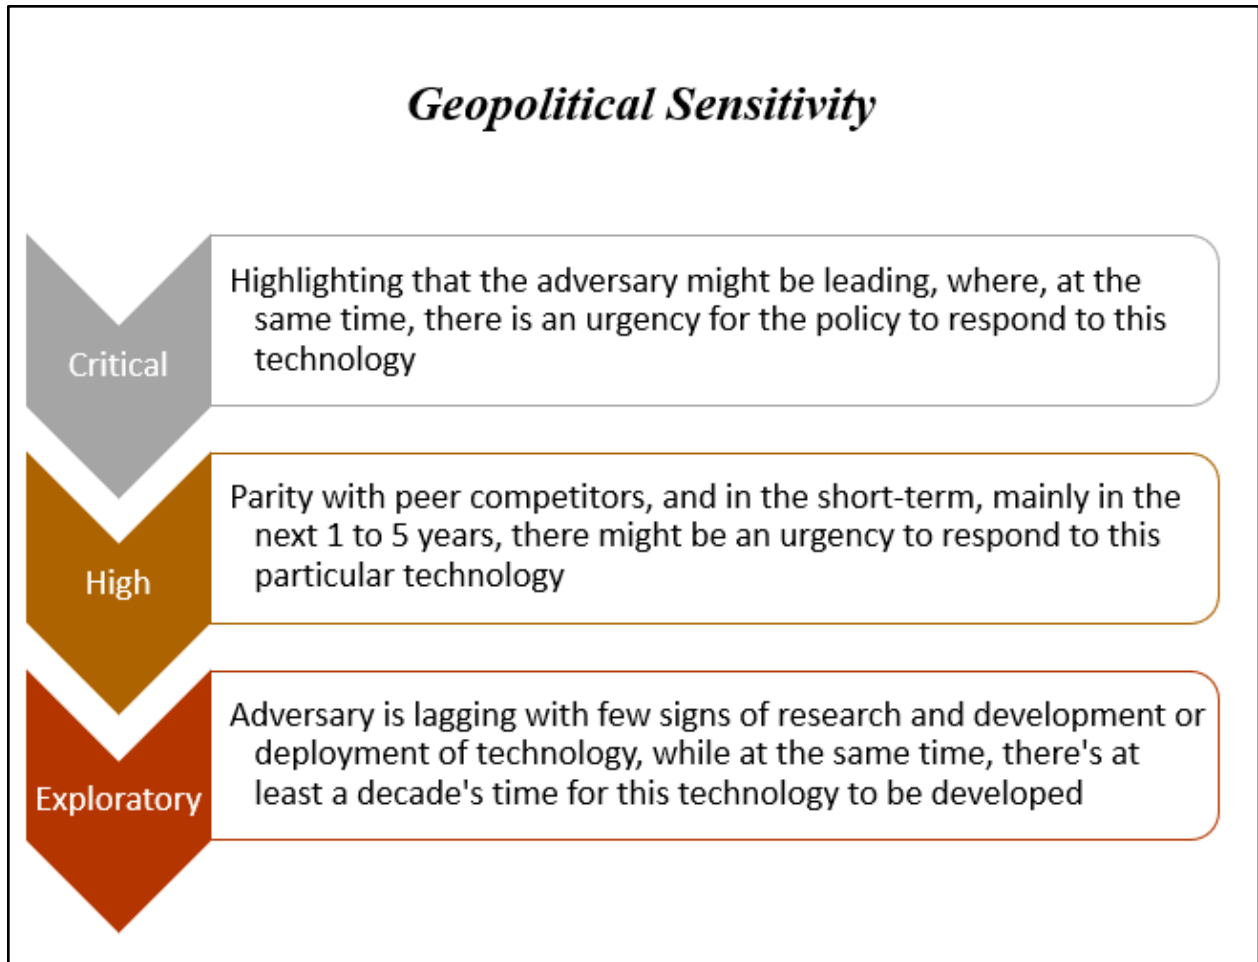 Geopolitical Sensitivity
Critical
Highlighting that the adversary might be leading, where, at the
same time, there is an urgency for the policy to respond to this
technology
High
Parity with peer competitors, and in the short-term, mainly in the
next 1 to 5 years, there might be an urgency to respond to this
particular technology
Exploratory
Adversary is lagging with few signs of research and development or
deployment of technology, while at the same time, there's at
least a decade's time for this technology to be developed